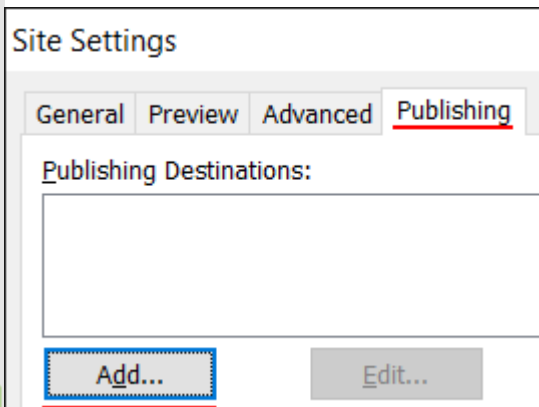 Site Settings
General Preview Advanced Publishing
Publishing Destinations:
Add... Edit...